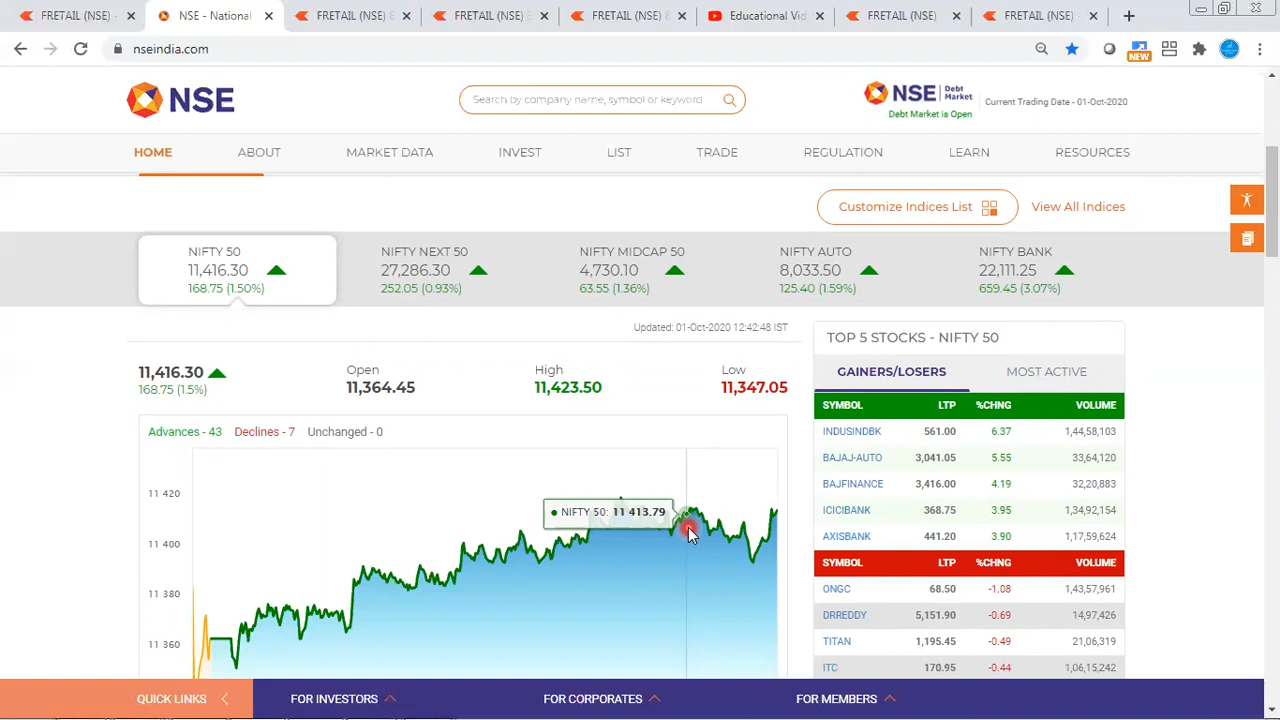 FRETAIL (NSE)
NSE - National
FRETAIL (NSE)
FRETAIL (NSE)
FRETAIL (NSE)
Educational Vid
FRETAIL (NSE)
FRETAIL (NSE)
nseindia.com
NEW
NSE
Search by company name, symbol or keyword
NSE Debt Market
Debt Market is Open
Current Trading Date - 01-Oct-2020
HOME ABOUT MARKET DATA INVEST LIST TRADE REGULATION LEARN RESOURCES
Customize Indices List View All Indices
NIFTY 50 NIFTY NEXT 50 NIFTY MIDCAP 50 NIFTY AUTO NIFTY BANK
11,416.30 27,286.30 4,730.10 8,033.50 22,111.25
168.75 (1.50%) 252.05 (0.93%) 63.55 (1.36%) 125.40 (1.59%) 659.45 (3.07%)
Updated: 01-Oct-2020 12:42:48 IST
11,416.30 Open High Low
168.75 (1.5%) 11,364.45 11,423.50 11,347.05
Advances - 43 Declines - 7 Unchanged - 0
11 420
NIFTY 50: 11 413.79
11 400
11 380
11 360
TOP 5 STOCKS - NIFTY 50
GAINERS/LOSERS MOST ACTIVE
SYMBOL LTP %CHNG VOLUME
INDUSINDBK 561.00 6.37 1,44,58,103
BAJAJ-AUTO 3,041.05 5.55 33,64,120
BAJFINANCE 3,416.00 4.19 32,20,883
ICICIBANK 368.75 3.95 1,34,92,154
AXISBANK 441.20 3.90 1,17,59,624
SYMBOL LTP %CHNG VOLUME
ONGC 68.50 -1.08 1,43,57,961
DRREDDY 5,151.90 -0.69 14,97,426
TITAN 1,195.45 -0.49 21,06,319
ITC 170.95 -0.44 1,06,15,242
QUICK LINKS FOR INVESTORS FOR CORPORATES FOR MEMBERS